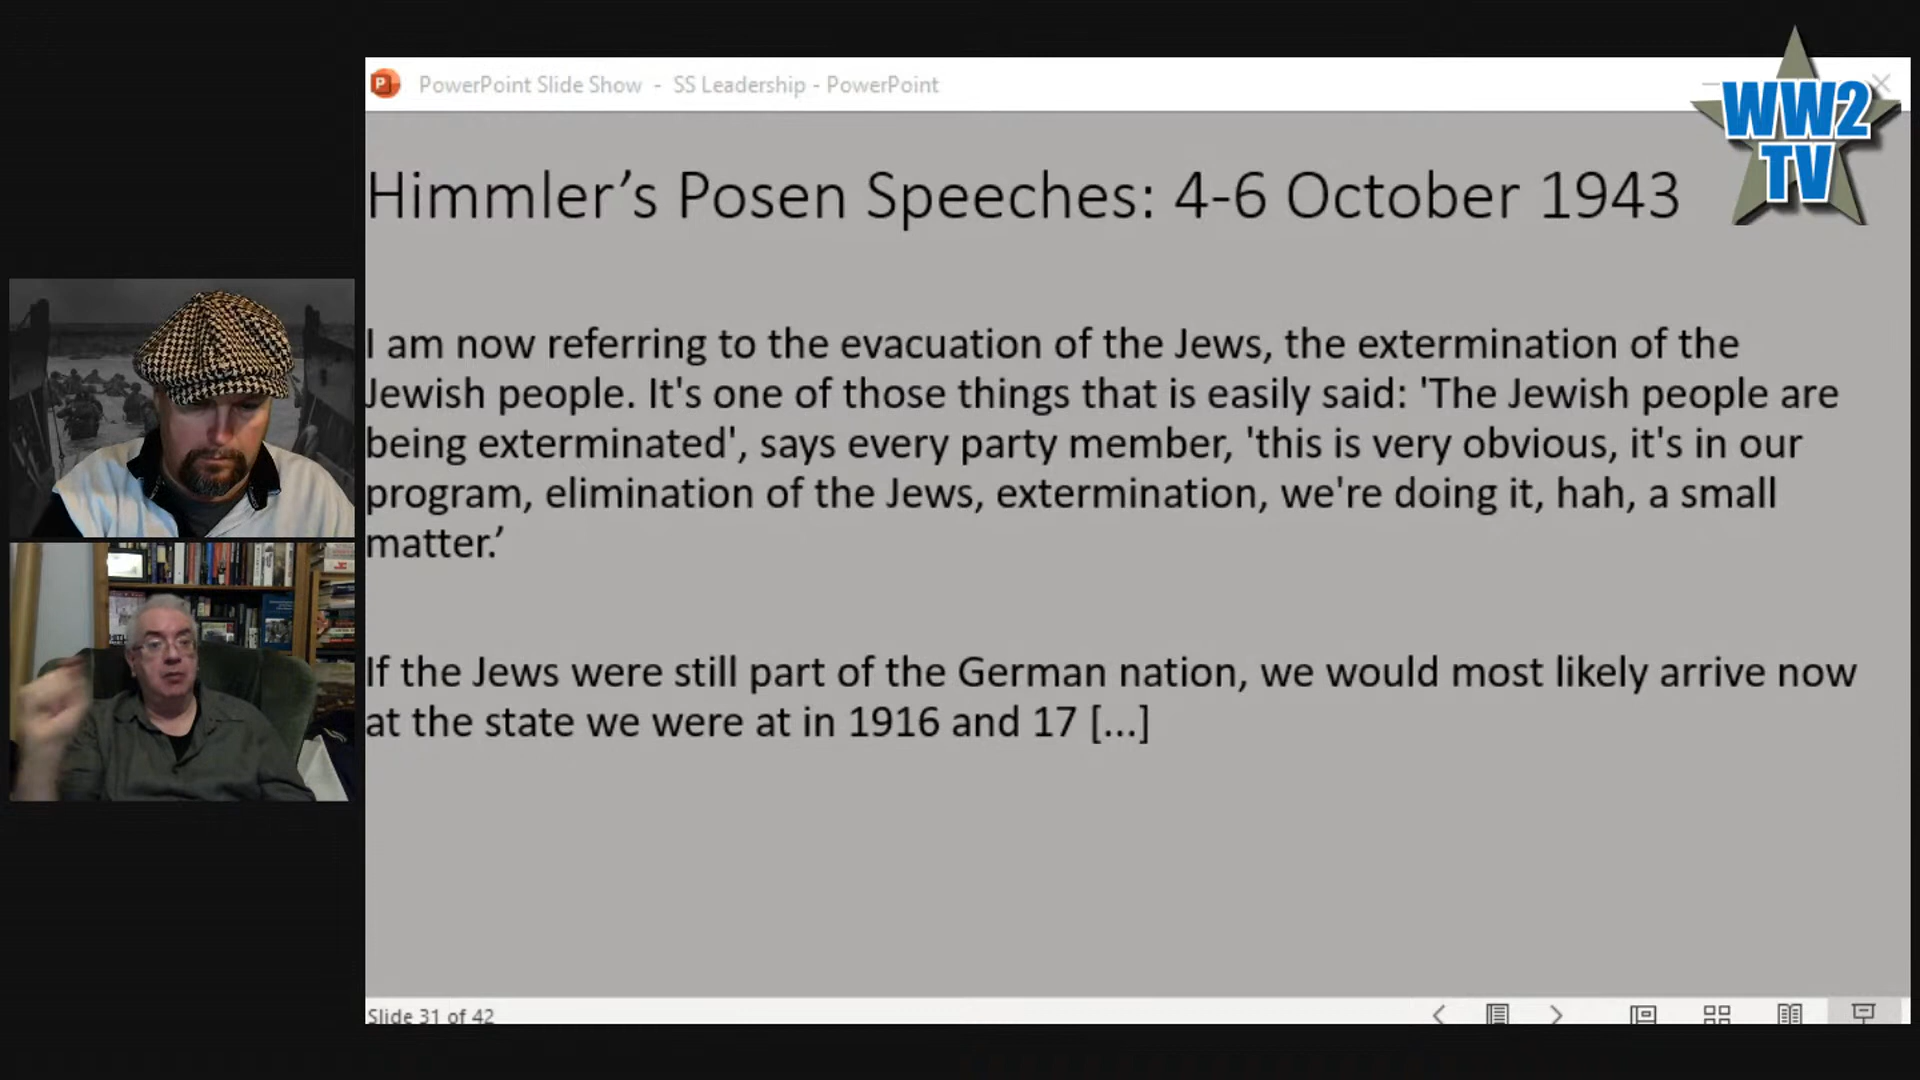 PowerPoint Slide Show - SS Leadership - PowerPoint
WW2
TV
Himmler’s Posen Speeches: 4-6 October 1943
I am now referring to the evacuation of the Jews, the extermination of the
Jewish people. It's one of those things that is easily said: 'The Jewish people are
being exterminated', says every party member, 'this is very obvious, it's in our
program, elimination of the Jews, extermination, we're doing it, hah, a small
matter.’
If the Jews were still part of the German nation, we would most likely arrive now
at the state we were at in 1916 and 17 [...]
Slide 31 of 42